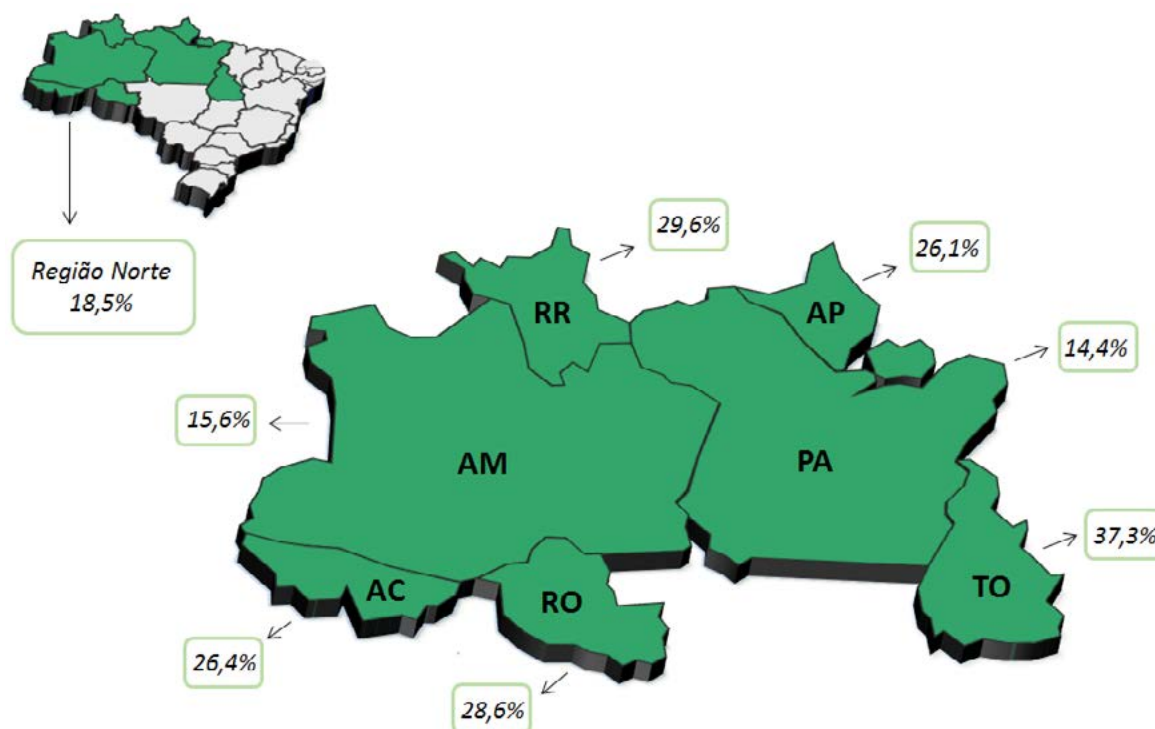 Região Norte
18,5%
29,6%
26,1%
RR
AP
14,4%
15,6%
AM
PA
37,3%
AC
RO
TO
26,4%
28,6%